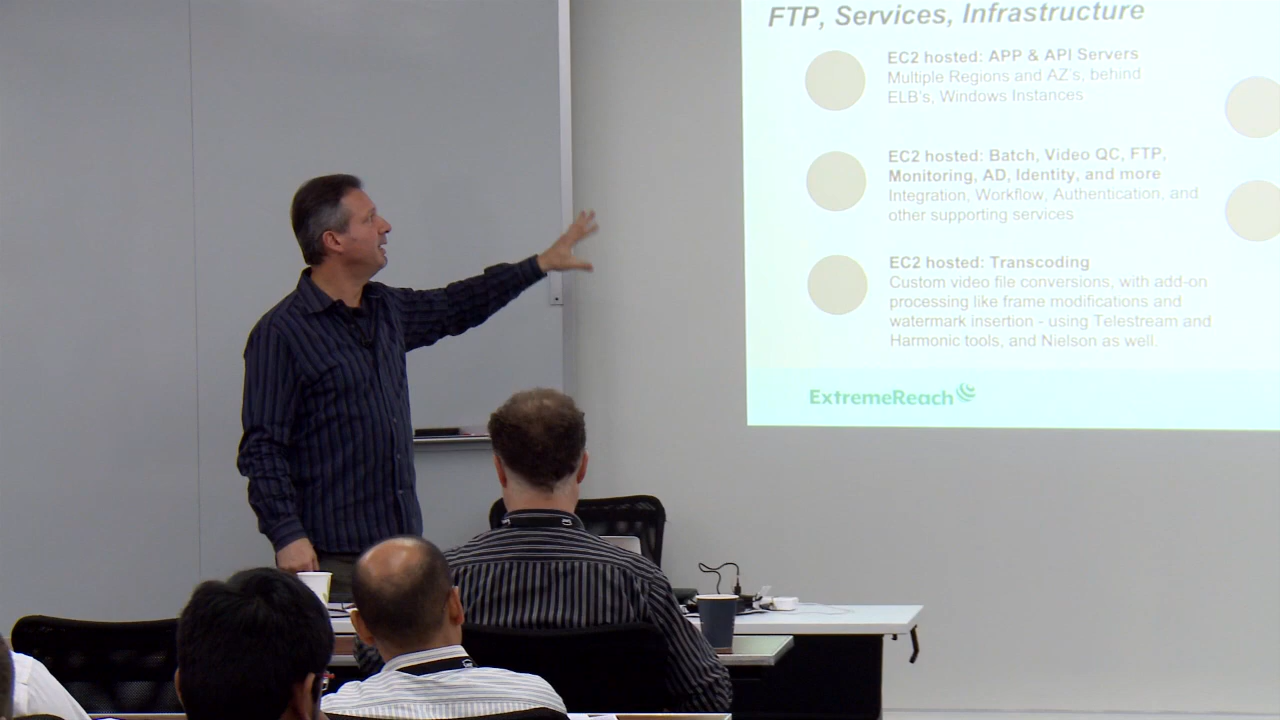 FTP, Services, Infrastructure
EC2 hosted: APP & API Servers
Multiple Regions and AZ's, behind
ELB's, Windows Instances
EC2 hosted: Batch, Video QC, FTP,
Monitoring, AD, Identity, and more
Integration, Workflow, Authentication, and
other supporting services
EC2 hosted: Transcoding
Custom video file conversions, with add-on
processing like frame modifications and
watermark insertion - using Telestream and
Harmonic tools, and Nielson as well.
ExtremeReach